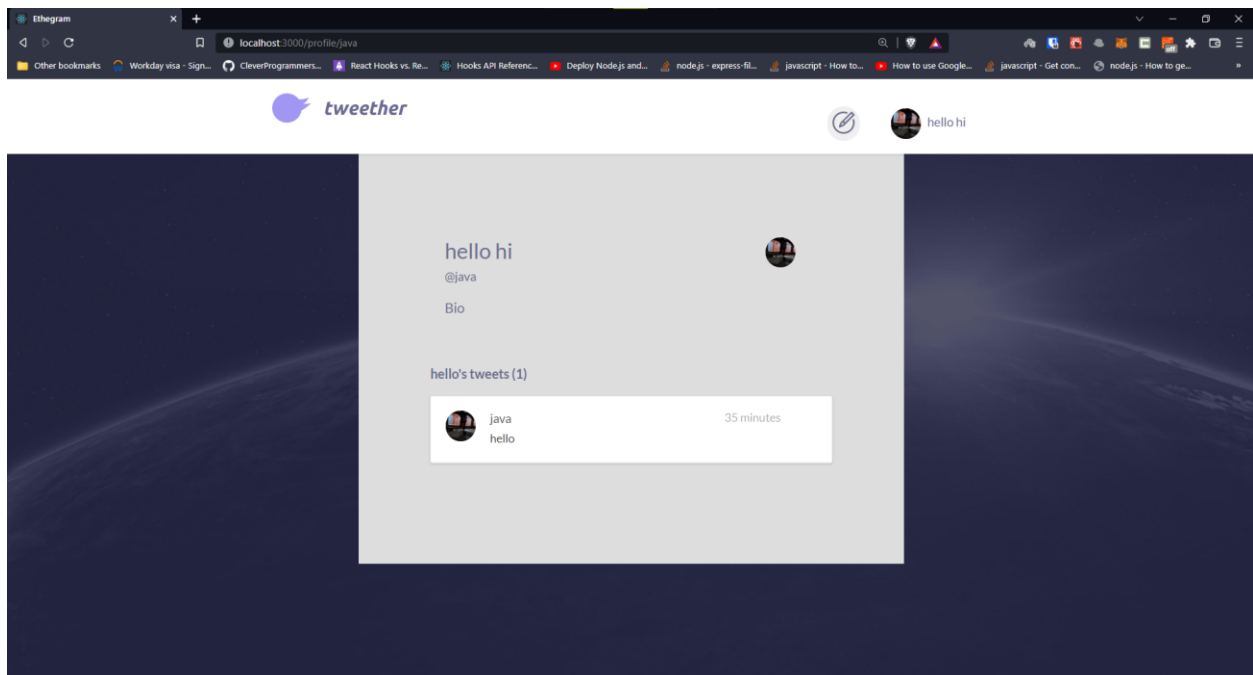 Ethegram
localhost:3000/profile/java
Other bookmarks Workday visa - Sign... CleverProgrammers... React Hooks vs. Re... Hooks API Referenc... Deploy Node.js and... node.js - express-fil... javascript - How to... How to use Google... javascript - Get con... node.js - How to ge... »
tweether
hello hi
hello hi
@java
Bio
hello's tweets (1)
java 35 minutes
hello